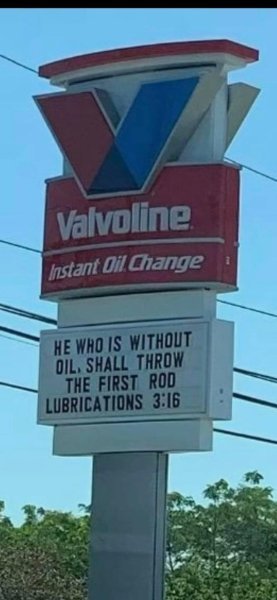 Valvoline
Instant Oil Change
HE WHO IS WITHOUT
OIL, SHALL THROW
THE FIRST ROD
LUBRICATIONS 3:16